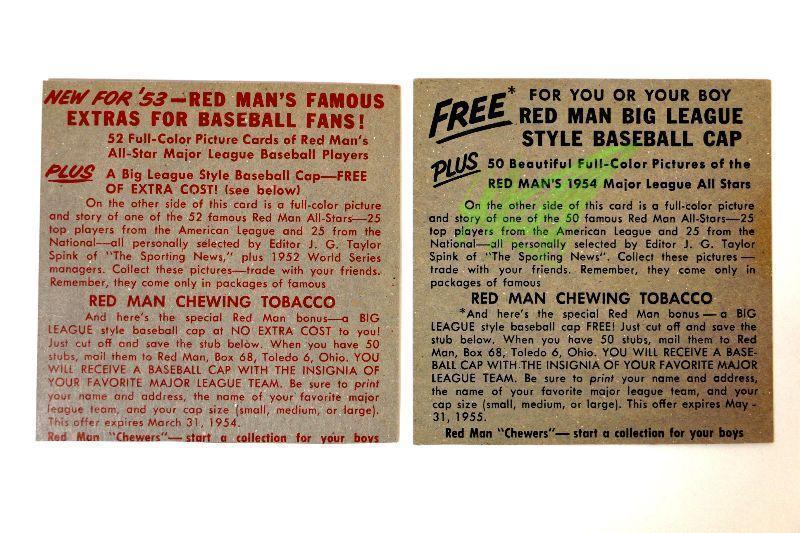 NEW FOR '53 — RED MAN'S FAMOUS
EXTRAS FOR BASEBALL FANS!
52 Full-Color Picture Cards of Red Man's
All-Star Major League Baseball Players
PLUS A Big League Style Baseball Cap—FREE
OF EXTRA COST! (see below)
On the other side of this card is a full-color picture
and story of one of the 52 famous Red Man All-Stars—25
top players from the American League and 25 from the
National—all personally selected by Editor J. G. Taylor
Spink of "The Sporting News," plus 1952 World Series
managers. Collect these pictures—trade with your friends.
Remember, they come only in packages of famous
RED MAN CHEWING TOBACCO
And here's the special Red Man bonus—a BIG
LEAGUE style baseball cap at NO EXTRA COST to you!
Just cut off and save the stub below. When you have 50
stubs, mail them to Red Man, Box 68, Toledo 6, Ohio. YOU
WILL RECEIVE A BASEBALL CAP WITH THE INSIGNIA OF
YOUR FAVORITE MAJOR LEAGUE TEAM. Be sure to print
your name and address, the name of your favorite major
league team, and your cap size (small, medium, or large).
This offer expires March 31, 1954.
Red Man "Chewers"— start a collection for your boys
FREE* FOR YOU OR YOUR BOY
RED MAN BIG LEAGUE
STYLE BASEBALL CAP
PLUS 50 Beautiful Full-Color Pictures of the
RED MAN'S 1954 Major League All Stars
On the other side of this card is a full-color picture
and story of one of the 50 famous Red Man All-Stars—25
top players from the American League and 25 from the
National—all personally selected by Editor J. G. Taylor
Spink of "The Sporting News". Collect these pictures —
trade with your friends. Remember, they come only in
packages of famous
RED MAN CHEWING TOBACCO
*And here's the special Red Man bonus — a BIG
LEAGUE style baseball cap FREE! Just cut off and save the
stub below. When you have 50 stubs, mail them to Red
Man, Box 68, Toledo 6, Ohio. YOU WILL RECEIVE A BASE-
BALL CAP WITH THE INSIGNIA OF YOUR FAVORITE MAJOR
LEAGUE TEAM. Be sure to print your name and address,
the name of your favorite major league team, and your
cap size (small, medium, or large). This offer expires May -
31, 1955.
Red Man "Chewers"— start a collection for your boys